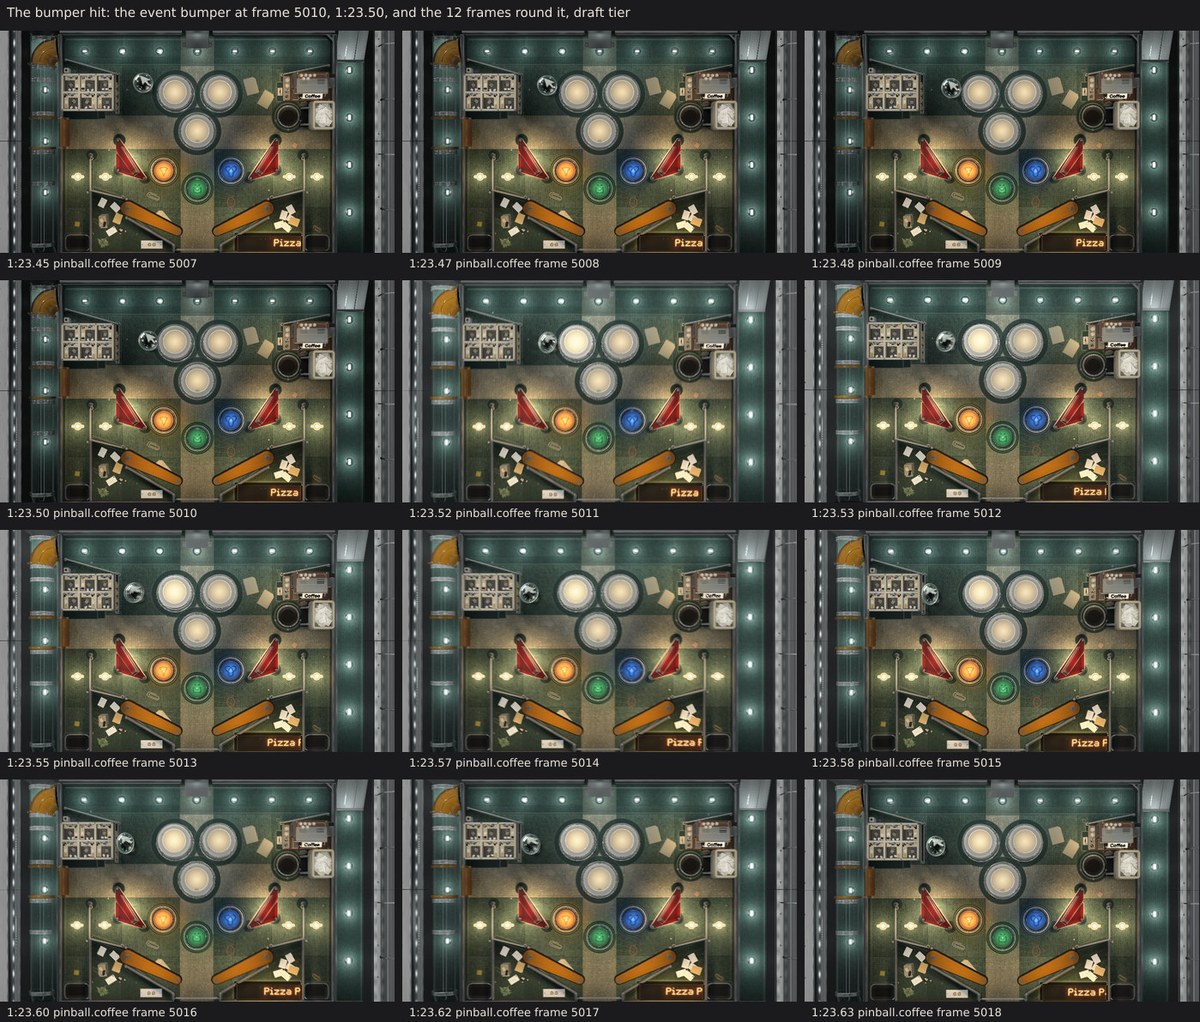 The bumper hit: the event bumper at frame 5010, 1:23.50, and the 12 frames round it, draft tier
Coffee
Pizza
1:23.45 pinball.coffee frame 5007
Coffee
Pizza
1:23.47 pinball.coffee frame 5008
Coffee
Pizza
1:23.48 pinball.coffee frame 5009
Coffee
Pizza
1:23.50 pinball.coffee frame 5010
Coffee
Pizza
1:23.52 pinball.coffee frame 5011
Coffee
Pizza
1:23.53 pinball.coffee frame 5012
Coffee
Pizza
1:23.55 pinball.coffee frame 5013
Coffee
Pizza
1:23.57 pinball.coffee frame 5014
Coffee
Pizza P
1:23.58 pinball.coffee frame 5015
Coffee
Pizza P
1:23.60 pinball.coffee frame 5016
Coffee
Pizza P
1:23.62 pinball.coffee frame 5017
Coffee
Pizza P
1:23.63 pinball.coffee frame 5018